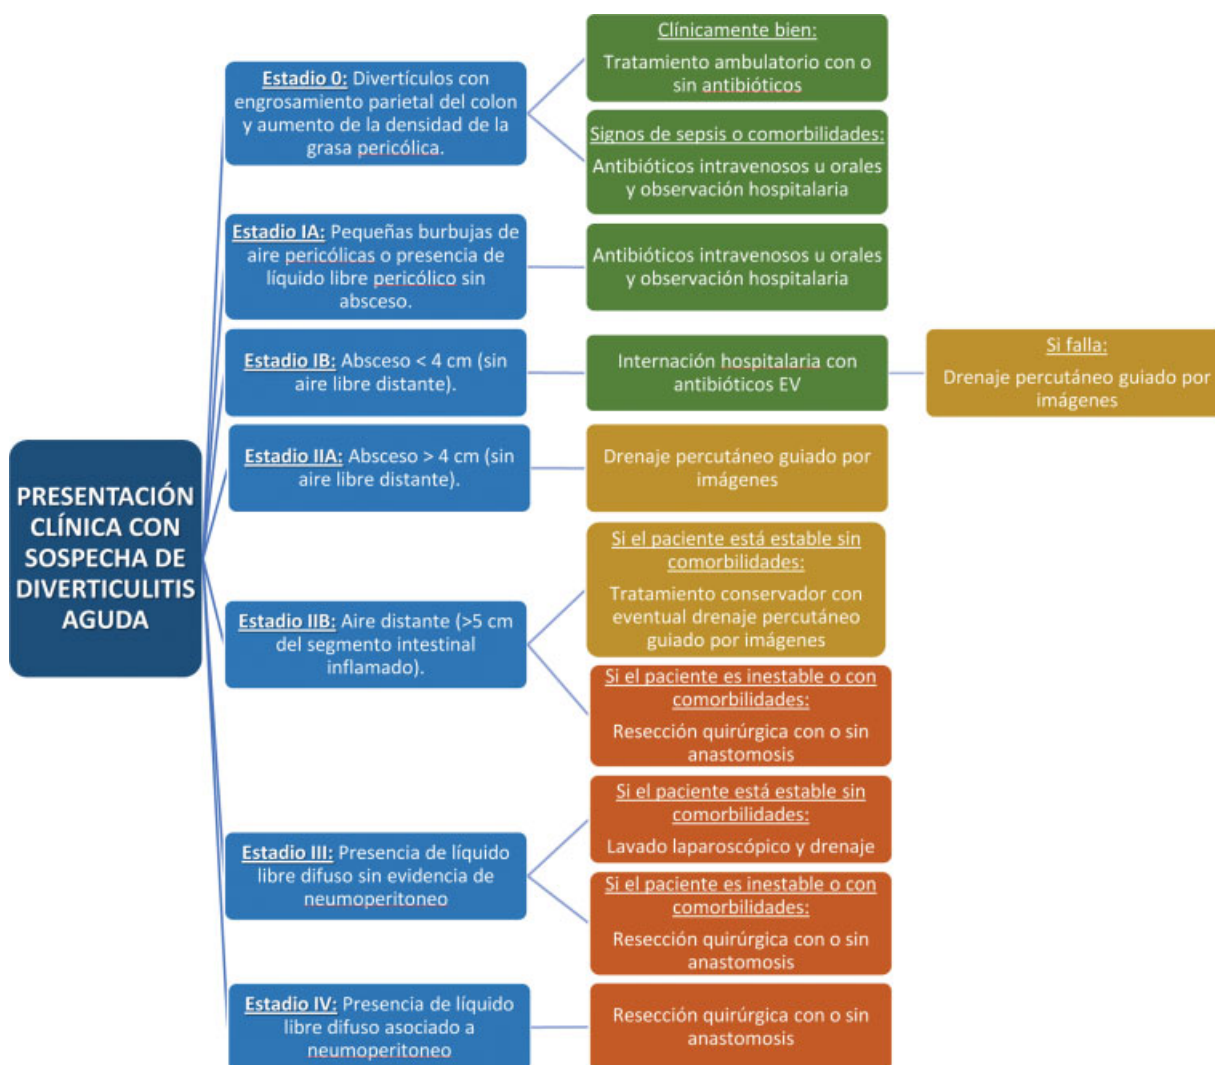 PRESENTACIÓN
CLÍNICA CON
SOSPECHA DE
DIVERTICULITIS
AGUDA
Estadio 0: Divertículos con
engrosamiento parietal del colon
y aumento de la densidad de la
grasa pericólica.
Clínicamente bien:
Tratamiento ambulatorio con o
sin antibióticos
Signos de sepsis o comorbilidades:
Antibióticos intravenosos u orales
y observación hospitalaria
Estadio IA: Pequeñas burbujas de
aire pericólicas o presencia de
líquido libre pericólico sin
absceso.
Antibióticos intravenosos u orales
y observación hospitalaria
Estadio IB: Absceso < 4 cm (sin
aire libre distante).
Internación hospitalaria con
antibióticos EV
Si falla:
Drenaje percutáneo guiado por
imágenes
Estadio IIA: Absceso > 4 cm (sin
aire libre distante).
Drenaje percutáneo guiado por
imágenes
Estadio IIB: Aire distante (>5 cm
del segmento intestinal
inflamado).
Si el paciente está estable sin
comorbilidades:
Tratamiento conservador con
eventual drenaje percutáneo
guiado por imágenes
Si el paciente es inestable o con
comorbilidades:
Resección quirúrgica con o sin
anastomosis
Estadio III: Presencia de líquido
libre difuso sin evidencia de
neumoperitoneo
Si el paciente está estable sin
comorbilidades:
Lavado laparoscópico y drenaje
Si el paciente es inestable o con
comorbilidades:
Resección quirúrgica con o sin
anastomosis
Estadio IV: Presencia de líquido
libre difuso asociado a
neumoperitoneo
Resección quirúrgica con o sin
anastomosis